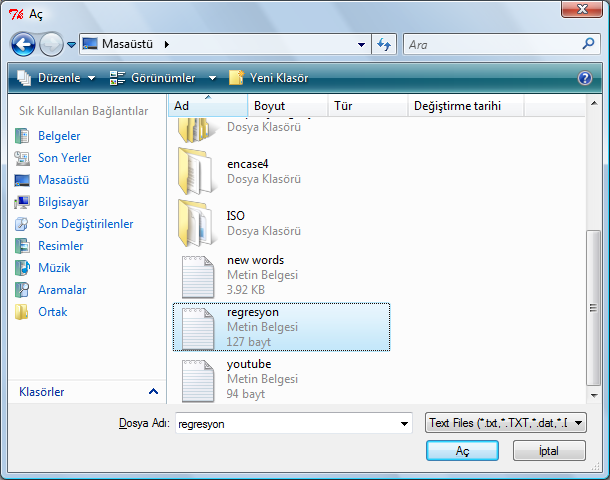 Aç
Masaüstü
Ara
Düzenle
Görünümler
Yeni Klasör
Sık Kullanılan Bağlantılar
Belgeler
Son Yerler
Masaüstü
Bilgisayar
Son Değiştirilenler
Resimler
Müzik
Aramalar
Ortak
Klasörler
Ad Boyut Tür Değiştirme tarihi
Dosya Klasörü
encase4
Dosya Klasörü
ISO
Dosya Klasörü
new words
Metin Belgesi
3.92 KB
regresyon
Metin Belgesi
127 bayt
youtube
Metin Belgesi
94 bayt
Dosya Adı: regresyon
Text Files (*.txt,*.TXT,*.dat,*.
Aç İptal